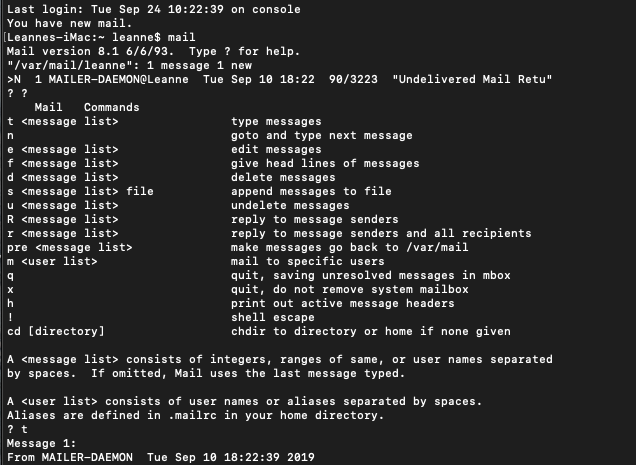 Last login: Tue Sep 24 10:22:39 on console
You have new mail.
[Leannes-iMac:~ leanne$ mail
Mail version 8.1 6/6/93.  Type ? for help.
"/var/mail/leanne": 1 message 1 new
>N  1 MAILER-DAEMON@Leanne  Tue Sep 10 18:22  90/3223  "Undelivered Mail Retu"
? ?
    Mail   Commands
t <message list>                type messages
n                               goto and type next message
e <message list>                edit messages
f <message list>                give head lines of messages
d <message list>                delete messages
s <message list> file           append messages to file
u <message list>                undelete messages
R <message list>                reply to message senders
r <message list>                reply to message senders and all recipients
pre <message list>              make messages go back to /var/mail
m <user list>                   mail to specific users
q                               quit, saving unresolved messages in mbox
x                               quit, do not remove system mailbox
h                               print out active message headers
!                               shell escape
cd [directory]                  chdir to directory or home if none given
A <message list> consists of integers, ranges of same, or user names separated
by spaces.  If omitted, Mail uses the last message typed.
A <user list> consists of user names or aliases separated by spaces.
Aliases are defined in .mailrc in your home directory.
? t
Message 1:
From MAILER-DAEMON  Tue Sep 10 18:22:39 2019